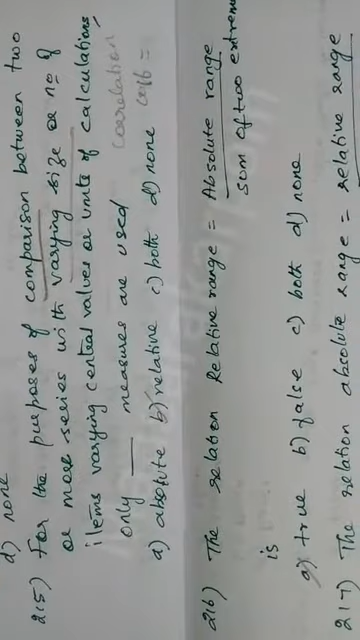 d) none
215) For the purposes of comparison between two
or more series with varying size or no of
items varying central values or units of calculations
only — measures are used
correlation
a) absolute b) relative c) both d) none
216) The relation Relative range = Absolute range
sum of two extreme
is
a) true b) false c) both d) none
217) The relation absolute range = relative range